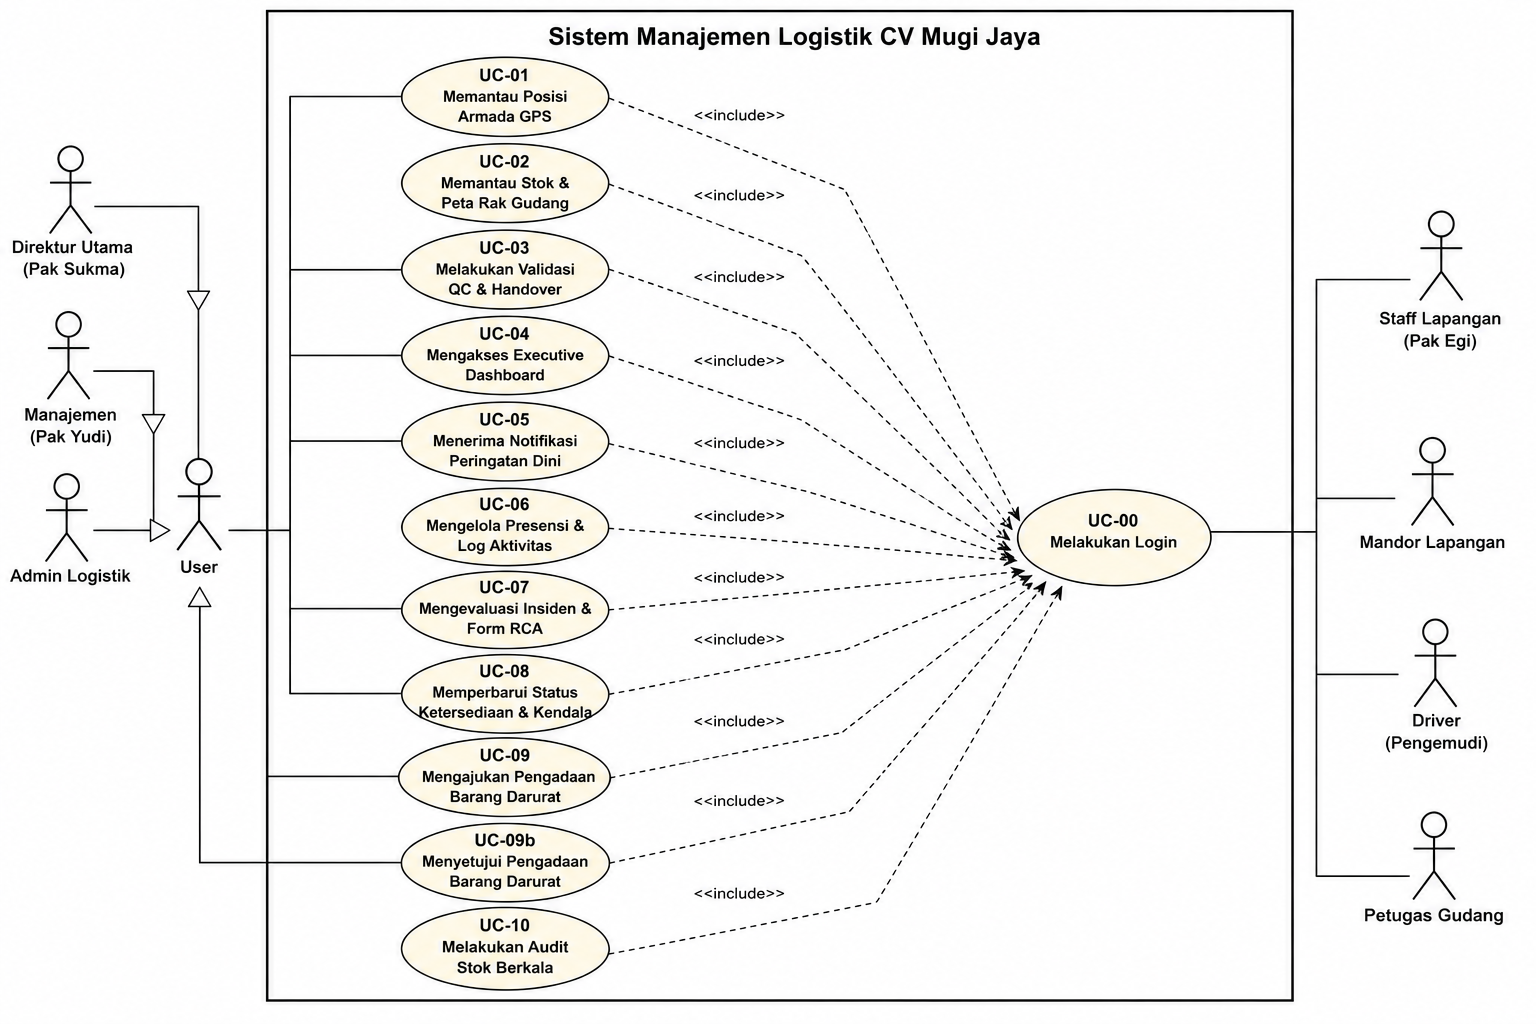 Sistem Manajemen Logistik CV Mugi Jaya
Direktur Utama
(Pak Sukma)
Manajemen
(Pak Yudi)
Admin Logistik
User
UC-01
Memantau Posisi
Armada GPS
UC-02
Memantau Stok &
Peta Rak Gudang
UC-03
Melakukan Validasi
QC & Handover
UC-04
Mengakses Executive
Dashboard
UC-05
Menerima Notifikasi
Peringatan Dini
UC-06
Mengelola Presensi &
Log Aktivitas
UC-07
Mengevaluasi Insiden &
Form RCA
UC-08
Memperbarui Status
Ketersediaan & Kendala
UC-09
Mengajukan Pengadaan
Barang Darurat
UC-09b
Menyetujui Pengadaan
Barang Darurat
UC-10
Melakukan Audit
Stok Berkala
<<include>>
<<include>>
<<include>>
<<include>>
<<include>>
<<include>>
<<include>>
<<include>>
<<include>>
<<include>>
<<include>>
UC-00
Melakukan Login
Staff Lapangan
(Pak Egi)
Mandor Lapangan
Driver
(Pengemudi)
Petugas Gudang